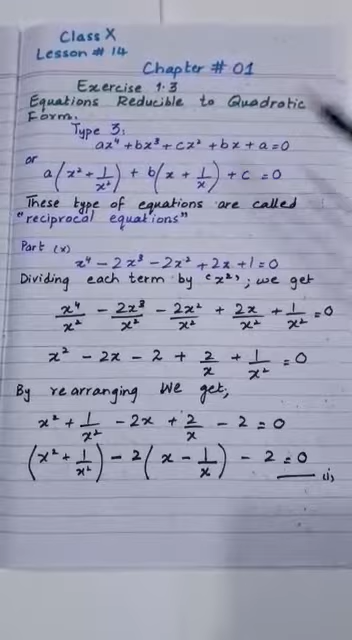 Class X
Lesson # 14
Chapter # 01
Exercise 1.3
Equations Reducible to Quadratic
Form.
Type 3:
ax⁴ + bx³ + cx² + bx + a = 0
or
a(x² + 1/x²) + b(x + 1/x) + c = 0
These type of equations are called
"reciprocal equations"
Part (x)
x⁴ - 2x³ - 2x² + 2x + 1 = 0
Dividing each term by 'x²', we get
x⁴/x² - 2x³/x² - 2x²/x² + 2x/x² + 1/x² = 0
x² - 2x - 2 + 2/x + 1/x² = 0
By rearranging we get,
x² + 1/x² - 2x + 2/x - 2 = 0
(x² + 1/x²) - 2(x - 1/x) - 2 = 0 — (i)